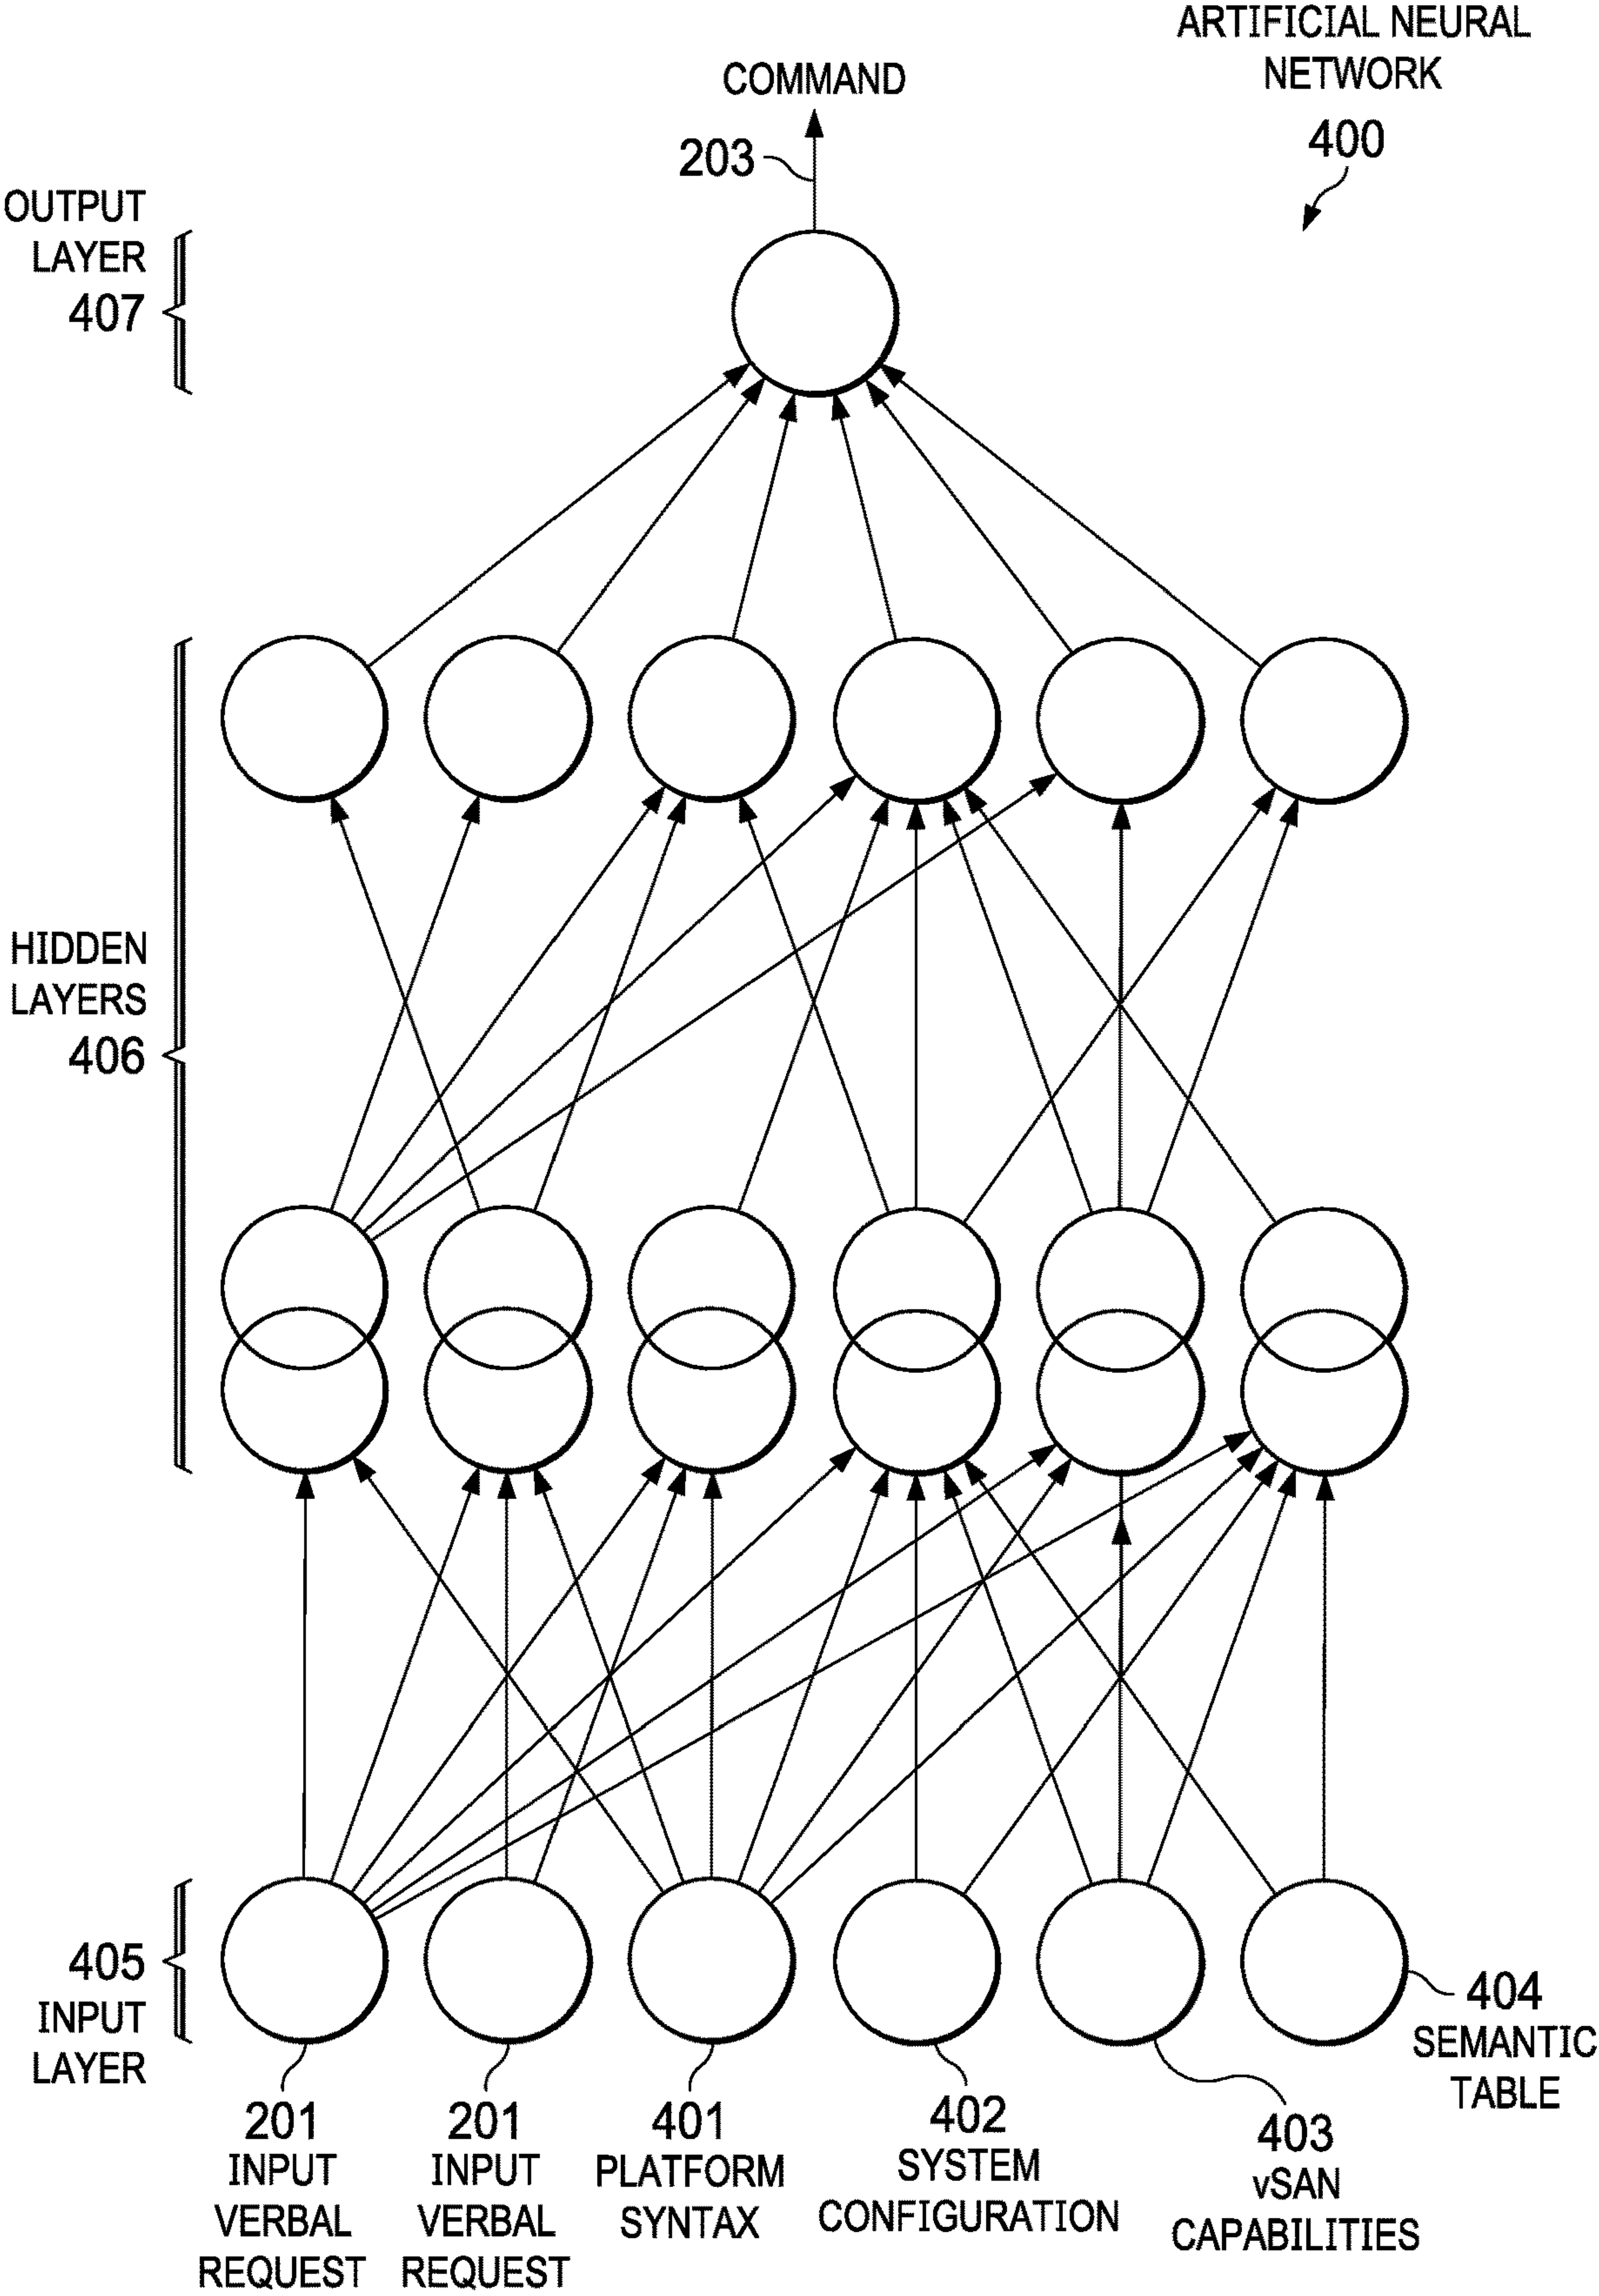 ARTIFICIAL NEURAL
NETWORK
400
COMMAND
203
OUTPUT
LAYER
407
HIDDEN
LAYERS
406
405
INPUT
LAYER
201
INPUT
VERBAL
REQUEST
201
INPUT
VERBAL
REQUEST
401
PLATFORM
SYNTAX
402
SYSTEM
CONFIGURATION
403
vSAN
CAPABILITIES
404
SEMANTIC
TABLE